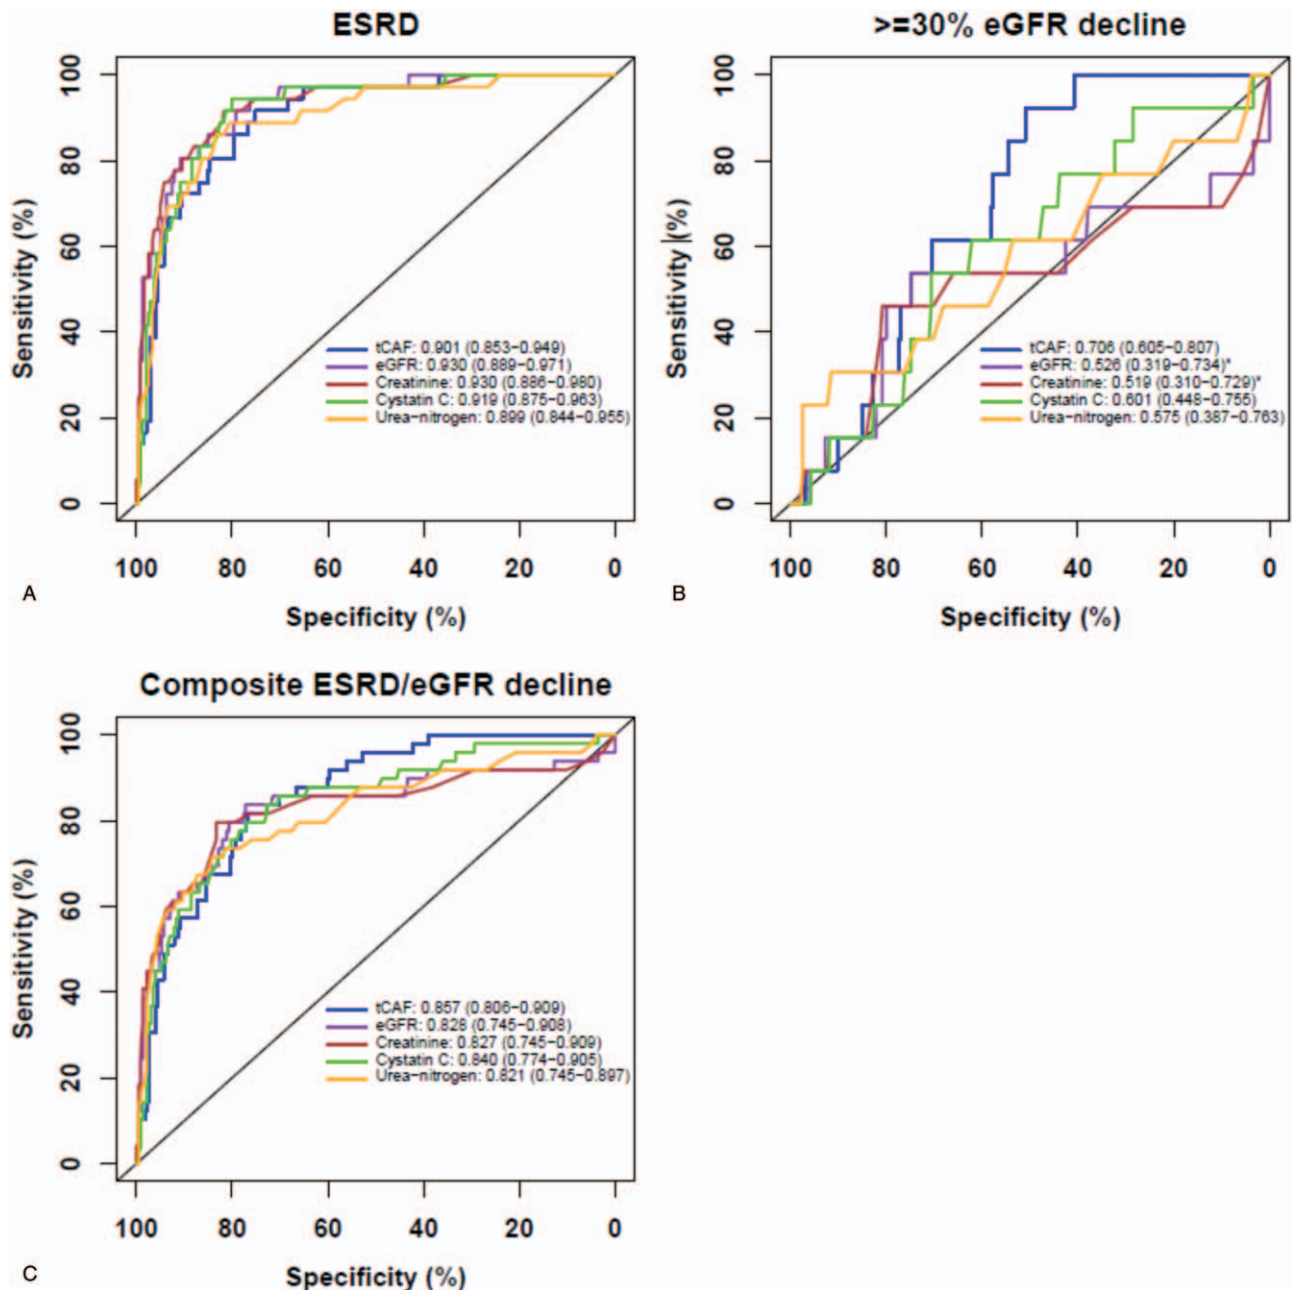 ESRD
Sensitivity (%)
100
80
60
40
20
0
tCAF: 0.901 (0.853−0.949)
eGFR: 0.930 (0.889−0.971)
Creatinine: 0.930 (0.886−0.980)
Cystatin C: 0.919 (0.875−0.963)
Urea−nitrogen: 0.899 (0.844−0.955)
100 80 60 40 20 0
Specificity (%)
A
>=30% eGFR decline
Sensitivity |(%)
100
80
60
40
20
0
tCAF: 0.706 (0.605−0.807)
eGFR: 0.526 (0.319−0.734)*
Creatinine: 0.519 (0.310−0.729)*
Cystatin C: 0.601 (0.448−0.755)
Urea−nitrogen: 0.575 (0.387−0.763)
100 80 60 40 20 0
Specificity (%)
B
Composite ESRD/eGFR decline
Sensitivity (%)
100
80
60
40
20
0
tCAF: 0.857 (0.806−0.909)
eGFR: 0.828 (0.745−0.908)
Creatinine: 0.827 (0.745−0.909)
Cystatin C: 0.840 (0.774−0.905)
Urea−nitrogen: 0.821 (0.745−0.897)
100 80 60 40 20 0
Specificity (%)
C